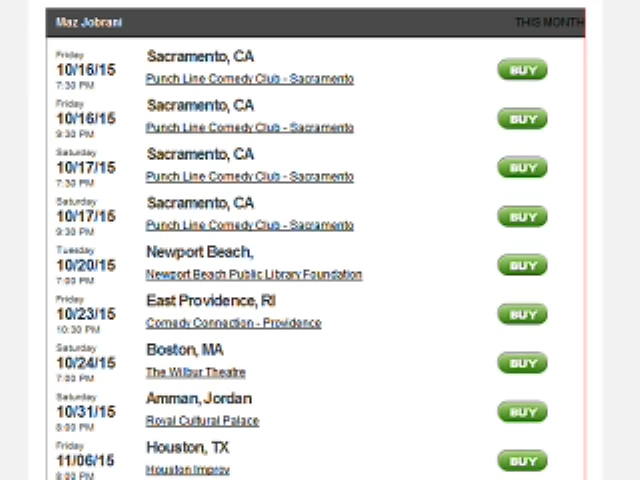 Maz Jobrani THIS MONTH
Friday
10/16/15
7:30 PM
Sacramento, CA
Punch Line Comedy Club - Sacramento
BUY
Friday
10/16/15
9:30 PM
Sacramento, CA
Punch Line Comedy Club - Sacramento
BUY
Saturday
10/17/15
7:30 PM
Sacramento, CA
Punch Line Comedy Club - Sacramento
BUY
Saturday
10/17/15
9:30 PM
Sacramento, CA
Punch Line Comedy Club - Sacramento
BUY
Tuesday
10/20/15
7:00 PM
Newport Beach,
Newport Beach Public Library Foundation
BUY
Friday
10/23/15
10:30 PM
East Providence, RI
Comedy Connection - Providence
BUY
Saturday
10/24/15
7:00 PM
Boston, MA
The Wilbur Theatre
BUY
Saturday
10/31/15
8:00 PM
Amman, Jordan
Royal Cultural Palace
BUY
Friday
11/06/15
8:00 PM
Houston, TX
Houston Improv
BUY